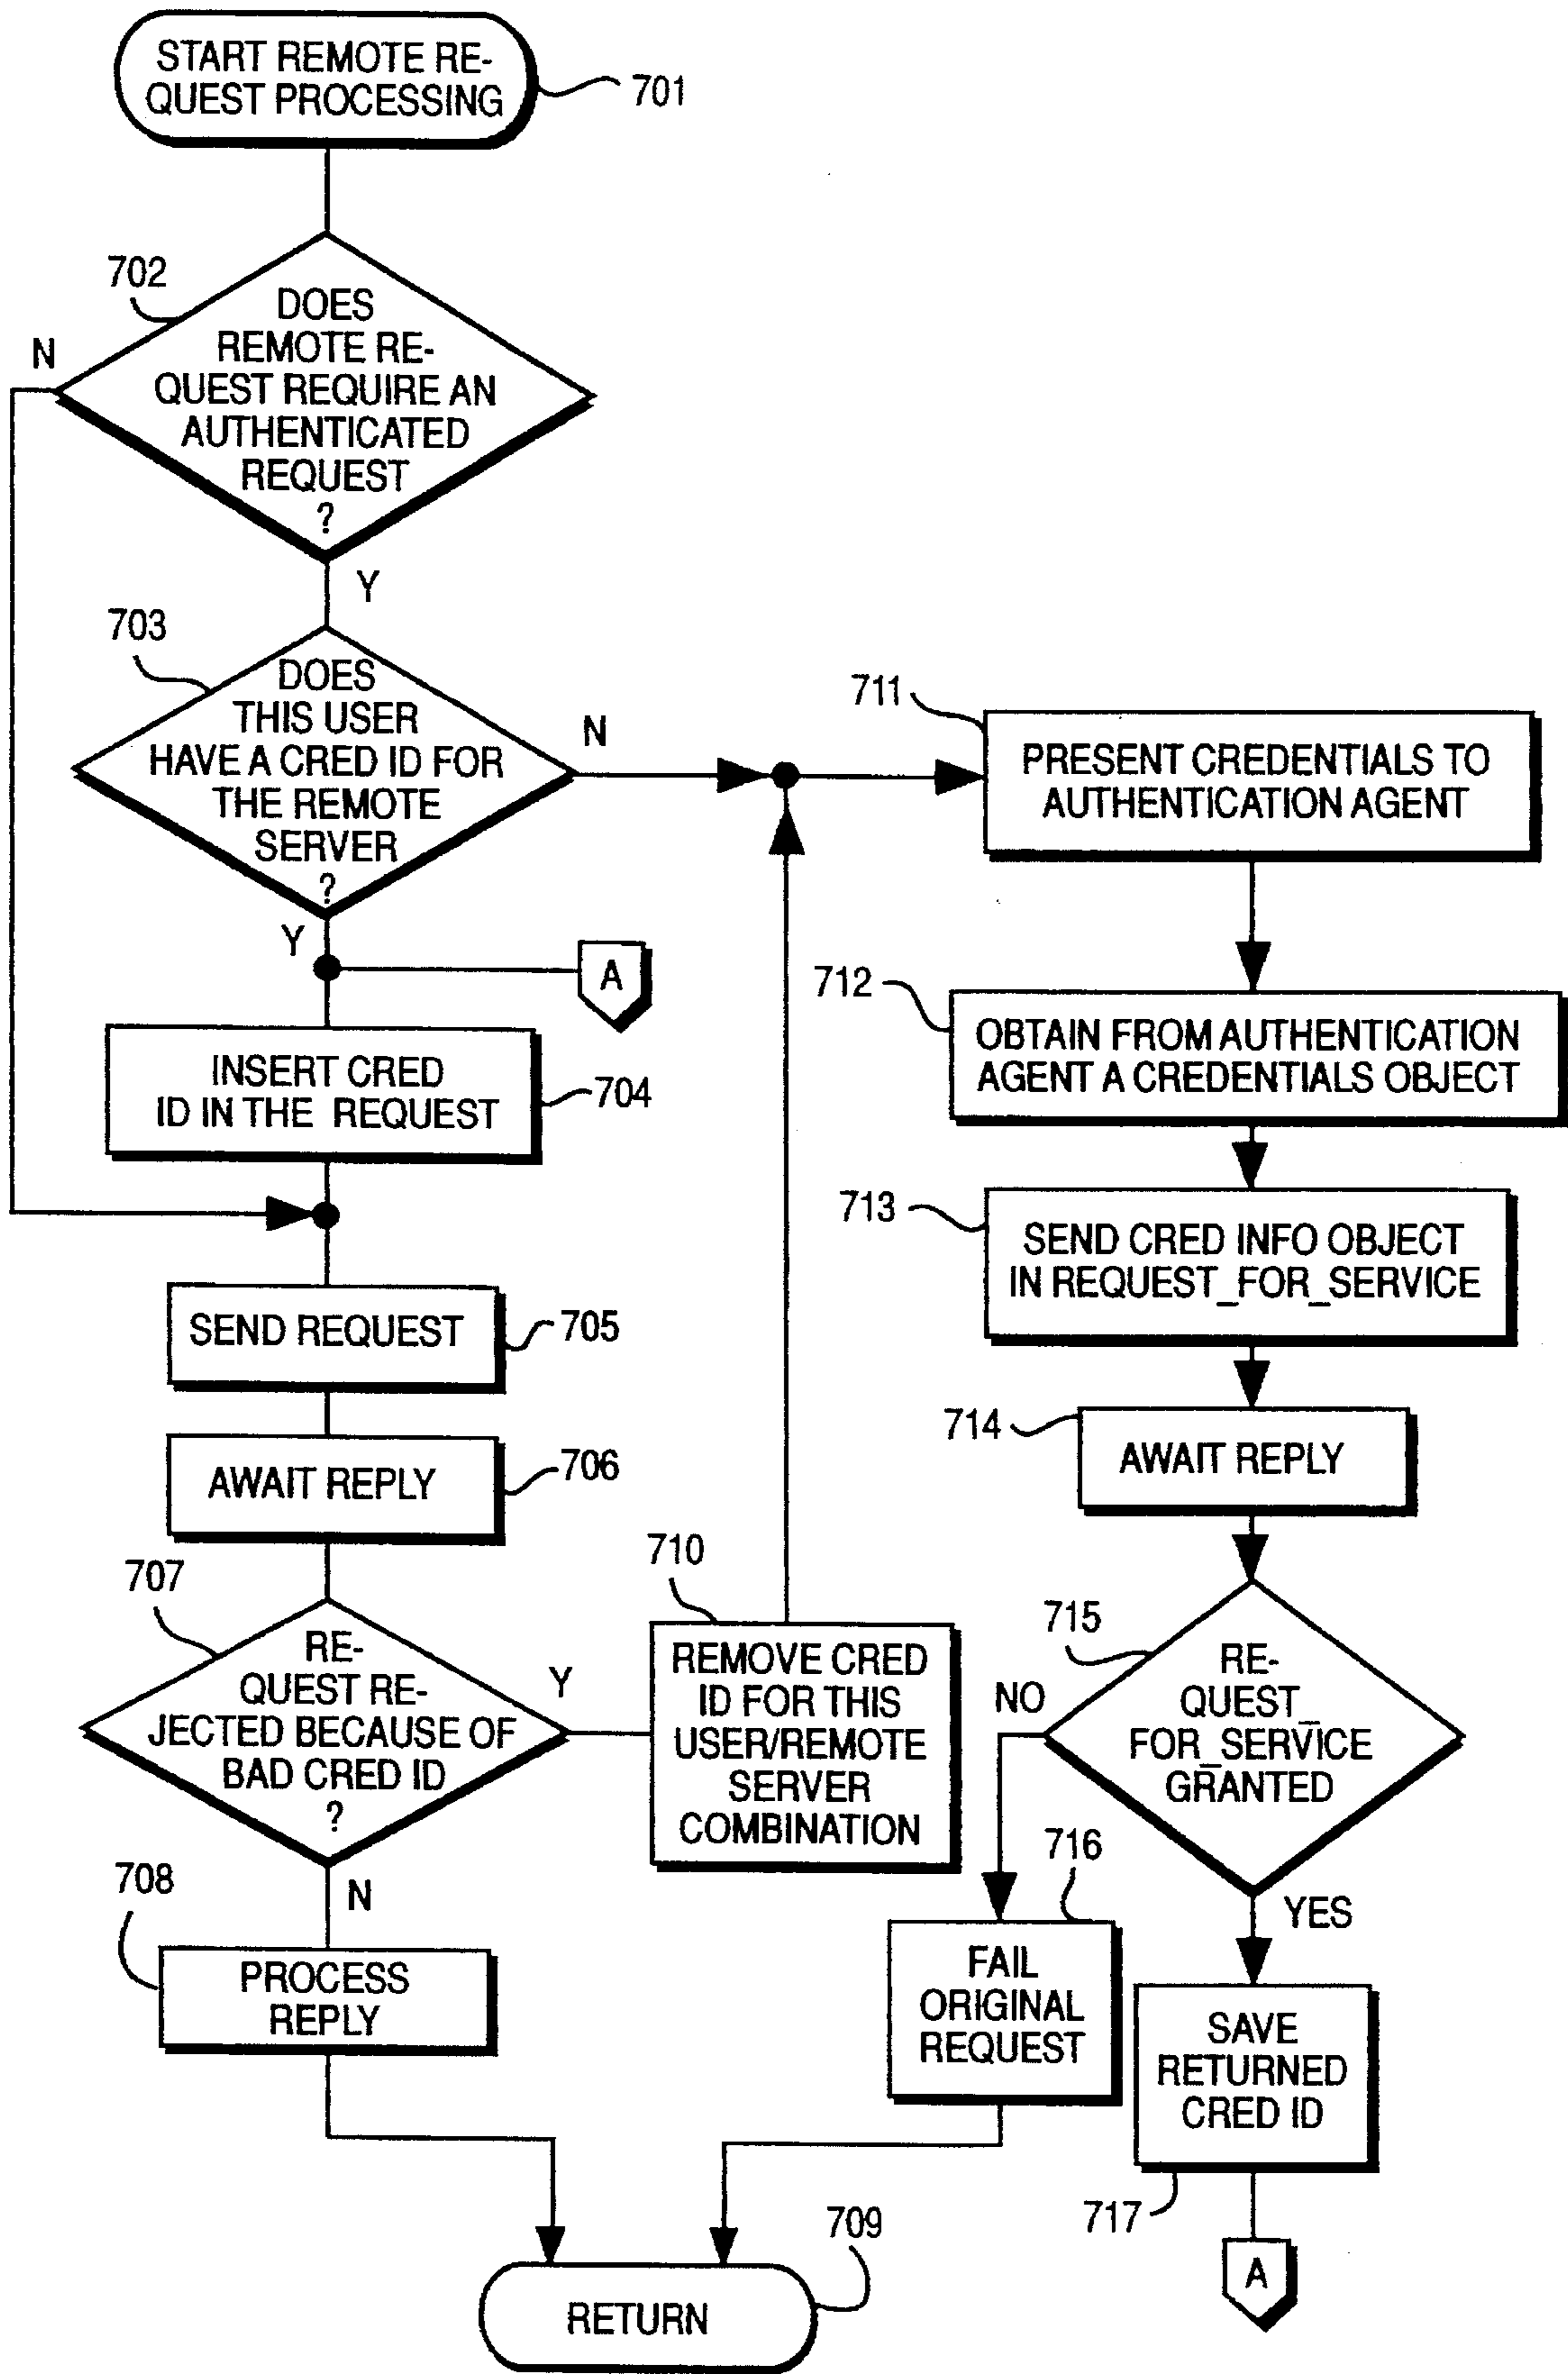 START REMOTE RE-
QUEST PROCESSING
701
702
DOES
REMOTE RE-
QUEST REQUIRE AN
AUTHENTICATED
REQUEST
?
N
Y
703
DOES
THIS USER
HAVE A CRED ID FOR
THE REMOTE
SERVER
?
N
Y
A
INSERT CRED
ID IN THE REQUEST
704
SEND REQUEST
705
AWAIT REPLY
706
707
RE-
QUEST RE-
JECTED BECAUSE OF
BAD CRED ID
?
Y
N
708
PROCESS
REPLY
710
REMOVE CRED
ID FOR THIS
USER/REMOTE
SERVER
COMBINATION
711
PRESENT CREDENTIALS TO
AUTHENTICATION AGENT
712
OBTAIN FROM AUTHENTICATION
AGENT A CREDENTIALS OBJECT
713
SEND CRED INFO OBJECT
IN REQUEST_FOR_SERVICE
714
AWAIT REPLY
715
RE-
QUEST_
FOR_SERVICE
GRANTED
NO
YES
716
FAIL
ORIGINAL
REQUEST
SAVE
RETURNED
CRED ID
717
A
709
RETURN